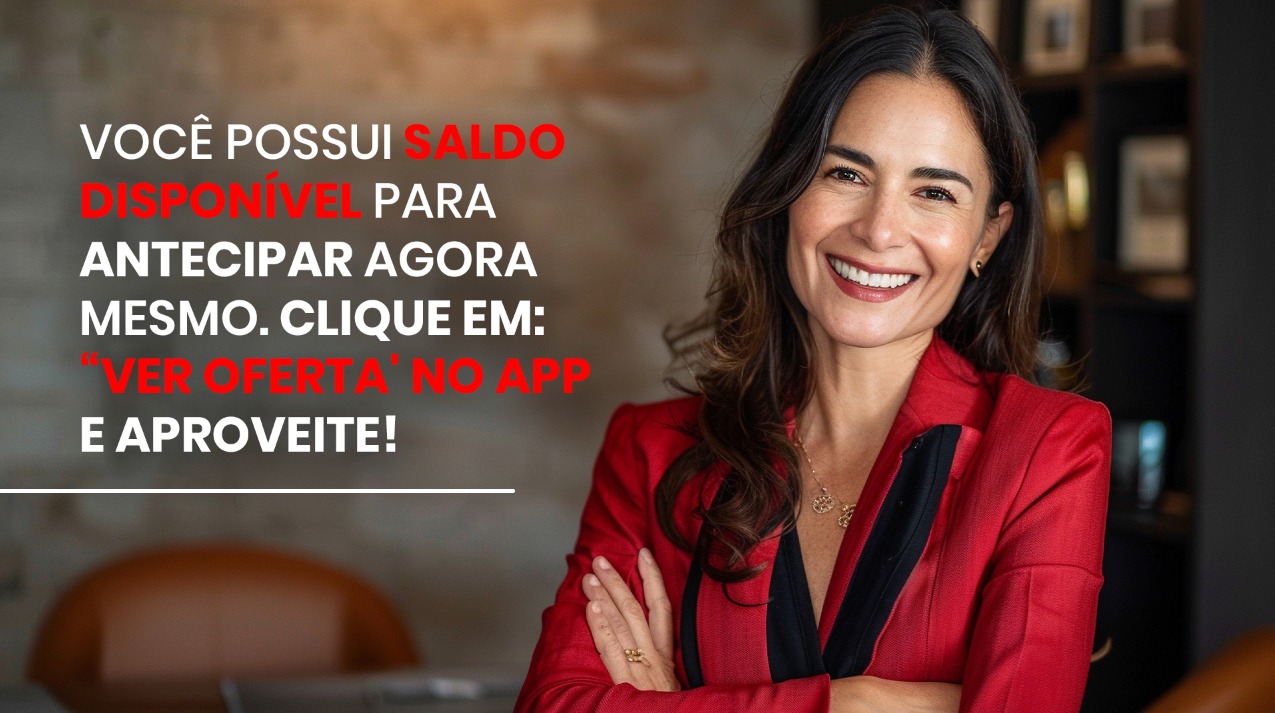 VOCÊ POSSUI SALDO
DISPONÍVEL PARA
ANTECIPAR AGORA
MESMO. CLIQUE EM:
“VER OFERTA' NO APP
E APROVEITE!